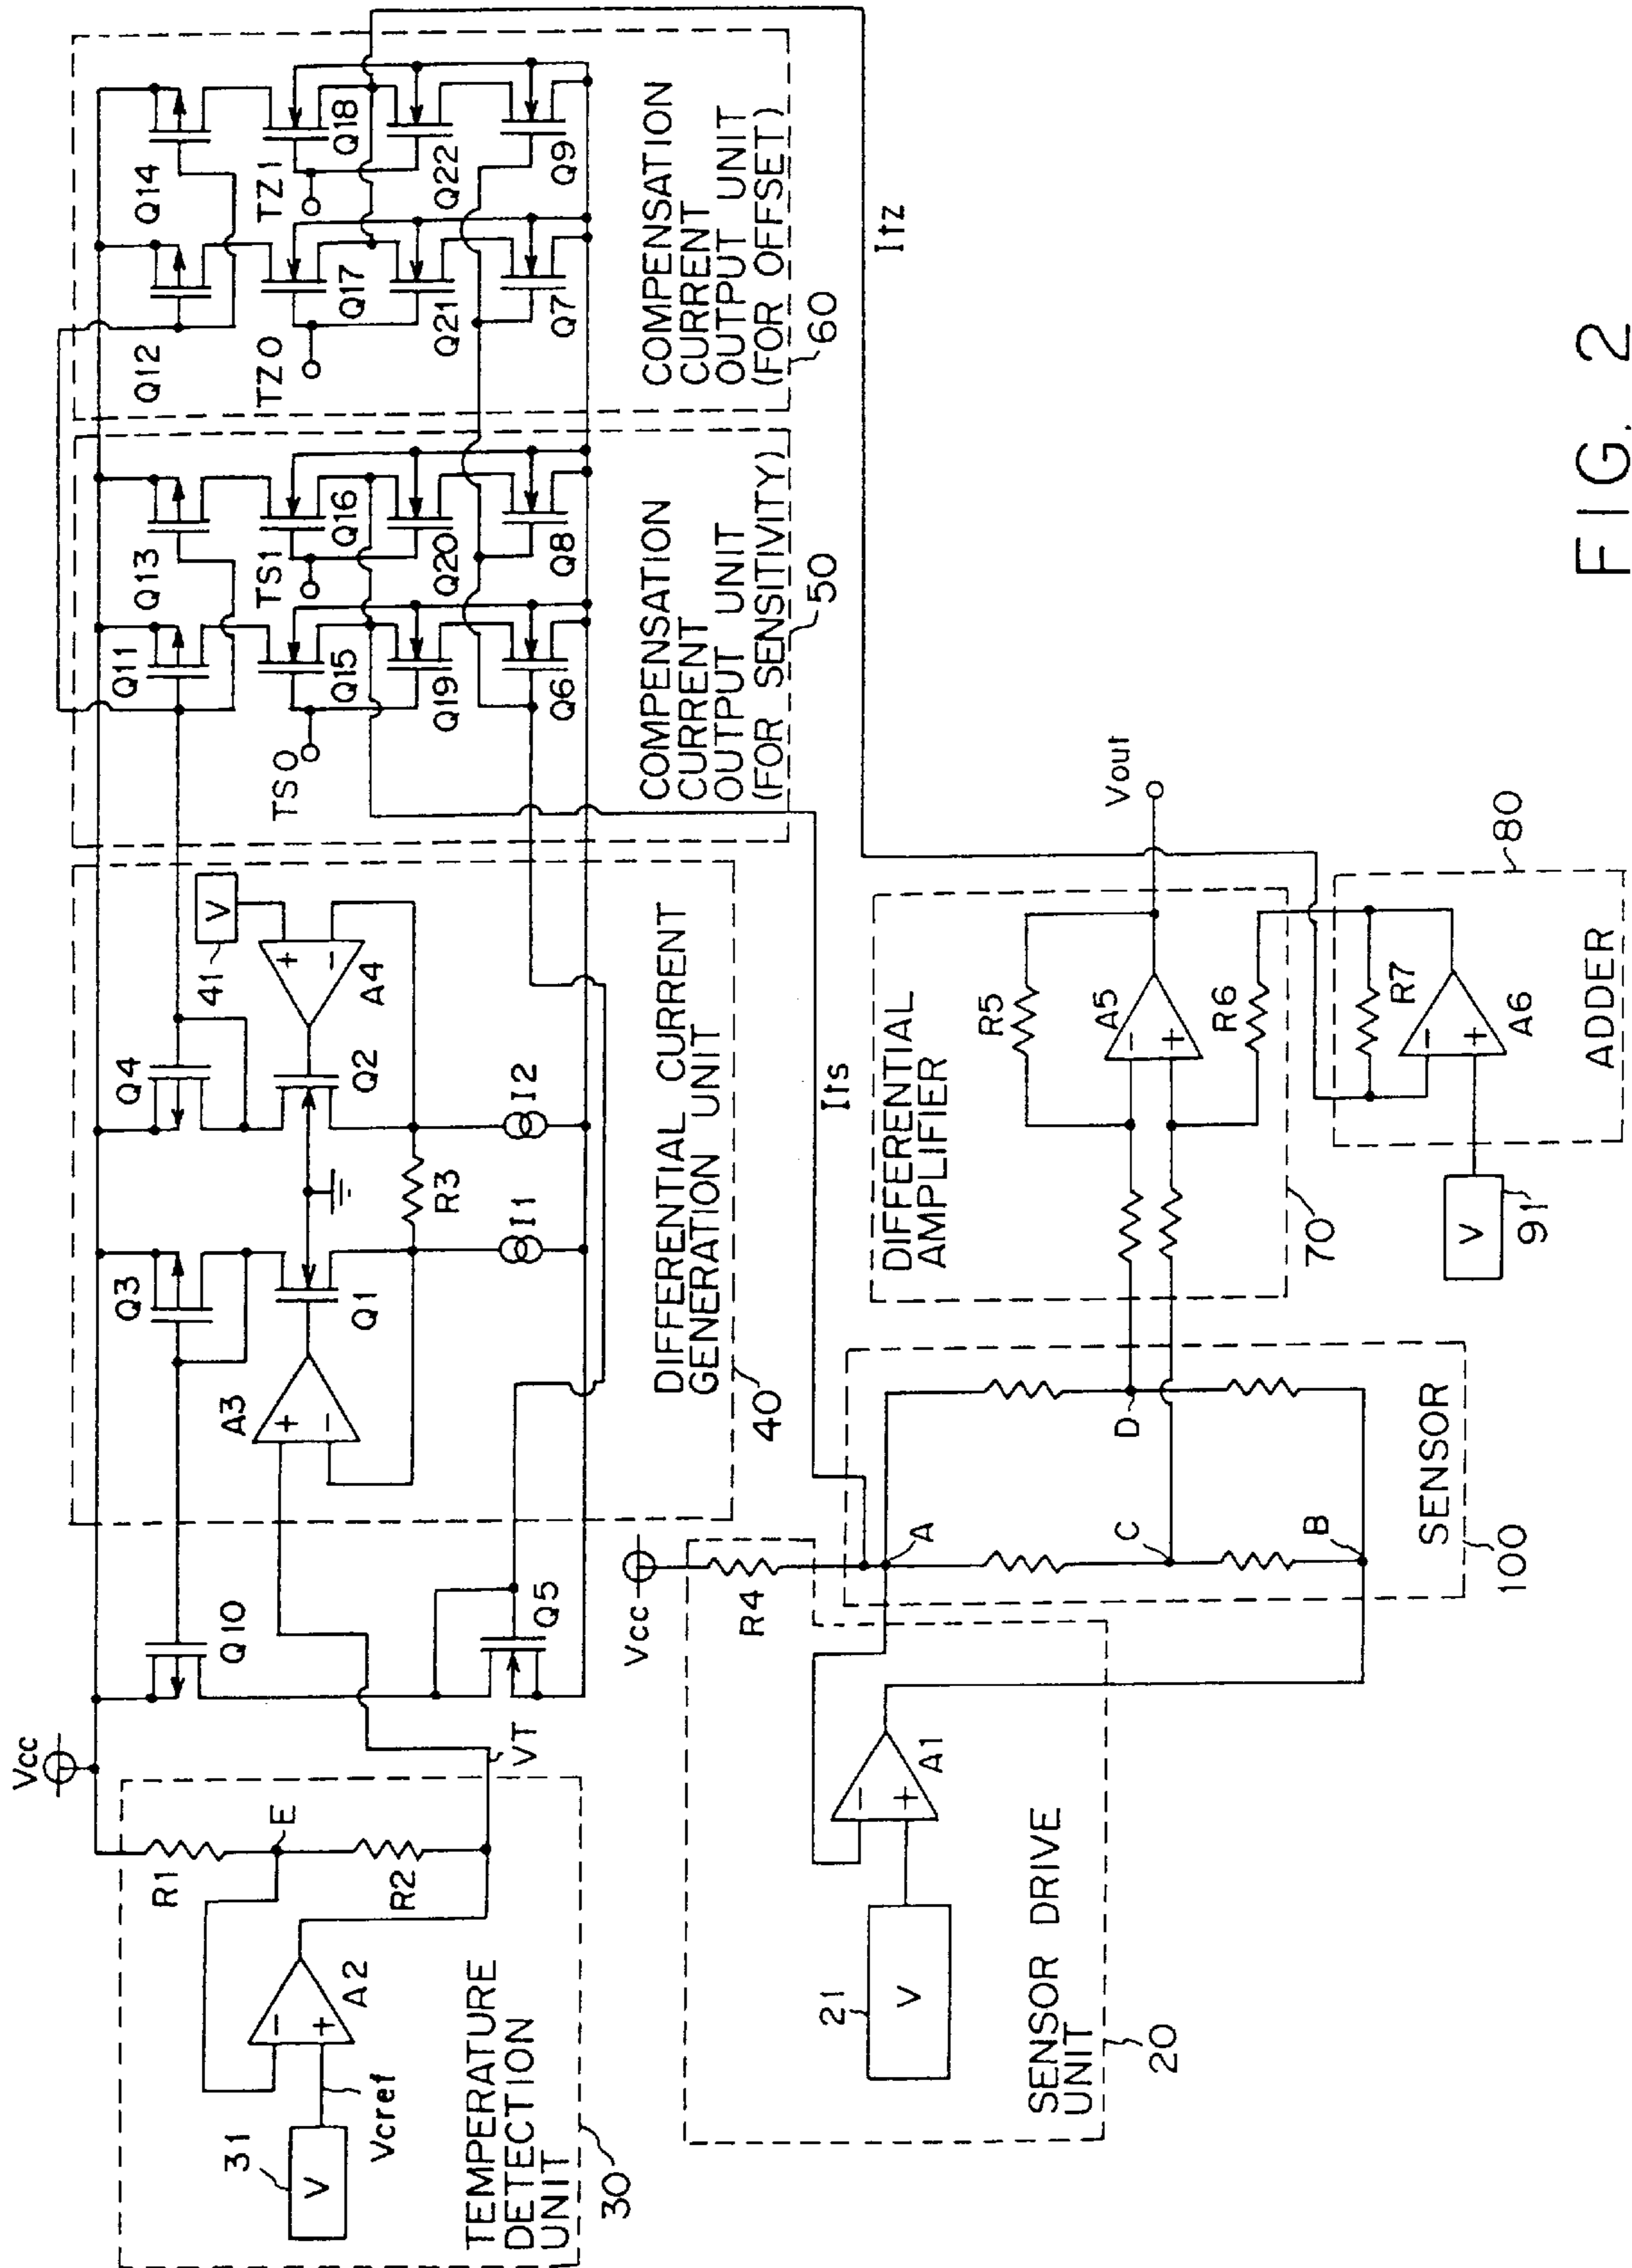 Vcc
R1
E
R2
VT
A2
31
V
Vcref
TEMPERATURE
DETECTION
UNIT
30
Q10
Q5
Q3
A3
+
−
Q1
Q4
41
V
A4
+
−
Q2
R3
I1
I2
DIFFERENTIAL CURRENT
GENERATION UNIT
40
Q11
Q13
TS0
TS1
Q15
Q16
Q19
Q20
Q6
Q8
COMPENSATION
CURRENT
OUTPUT UNIT
(FOR SENSITIVITY)
50
Q12
Q14
TZ0
TZ1
Q17
Q18
Q21
Q22
Q7
Q9
COMPENSATION
CURRENT
OUTPUT UNIT
(FOR OFFSET)
60
Its
Itz
Vcc
R4
21
V
A1
−
+
SENSOR DRIVE
UNIT
20
A
B
C
D
SENSOR
100
DIFFERENTIAL
AMPLIFIER
70
R5
A5
−
+
R6
Vout
R7
A6
−
+
ADDER
80
V
91
−
+
FIG. 2